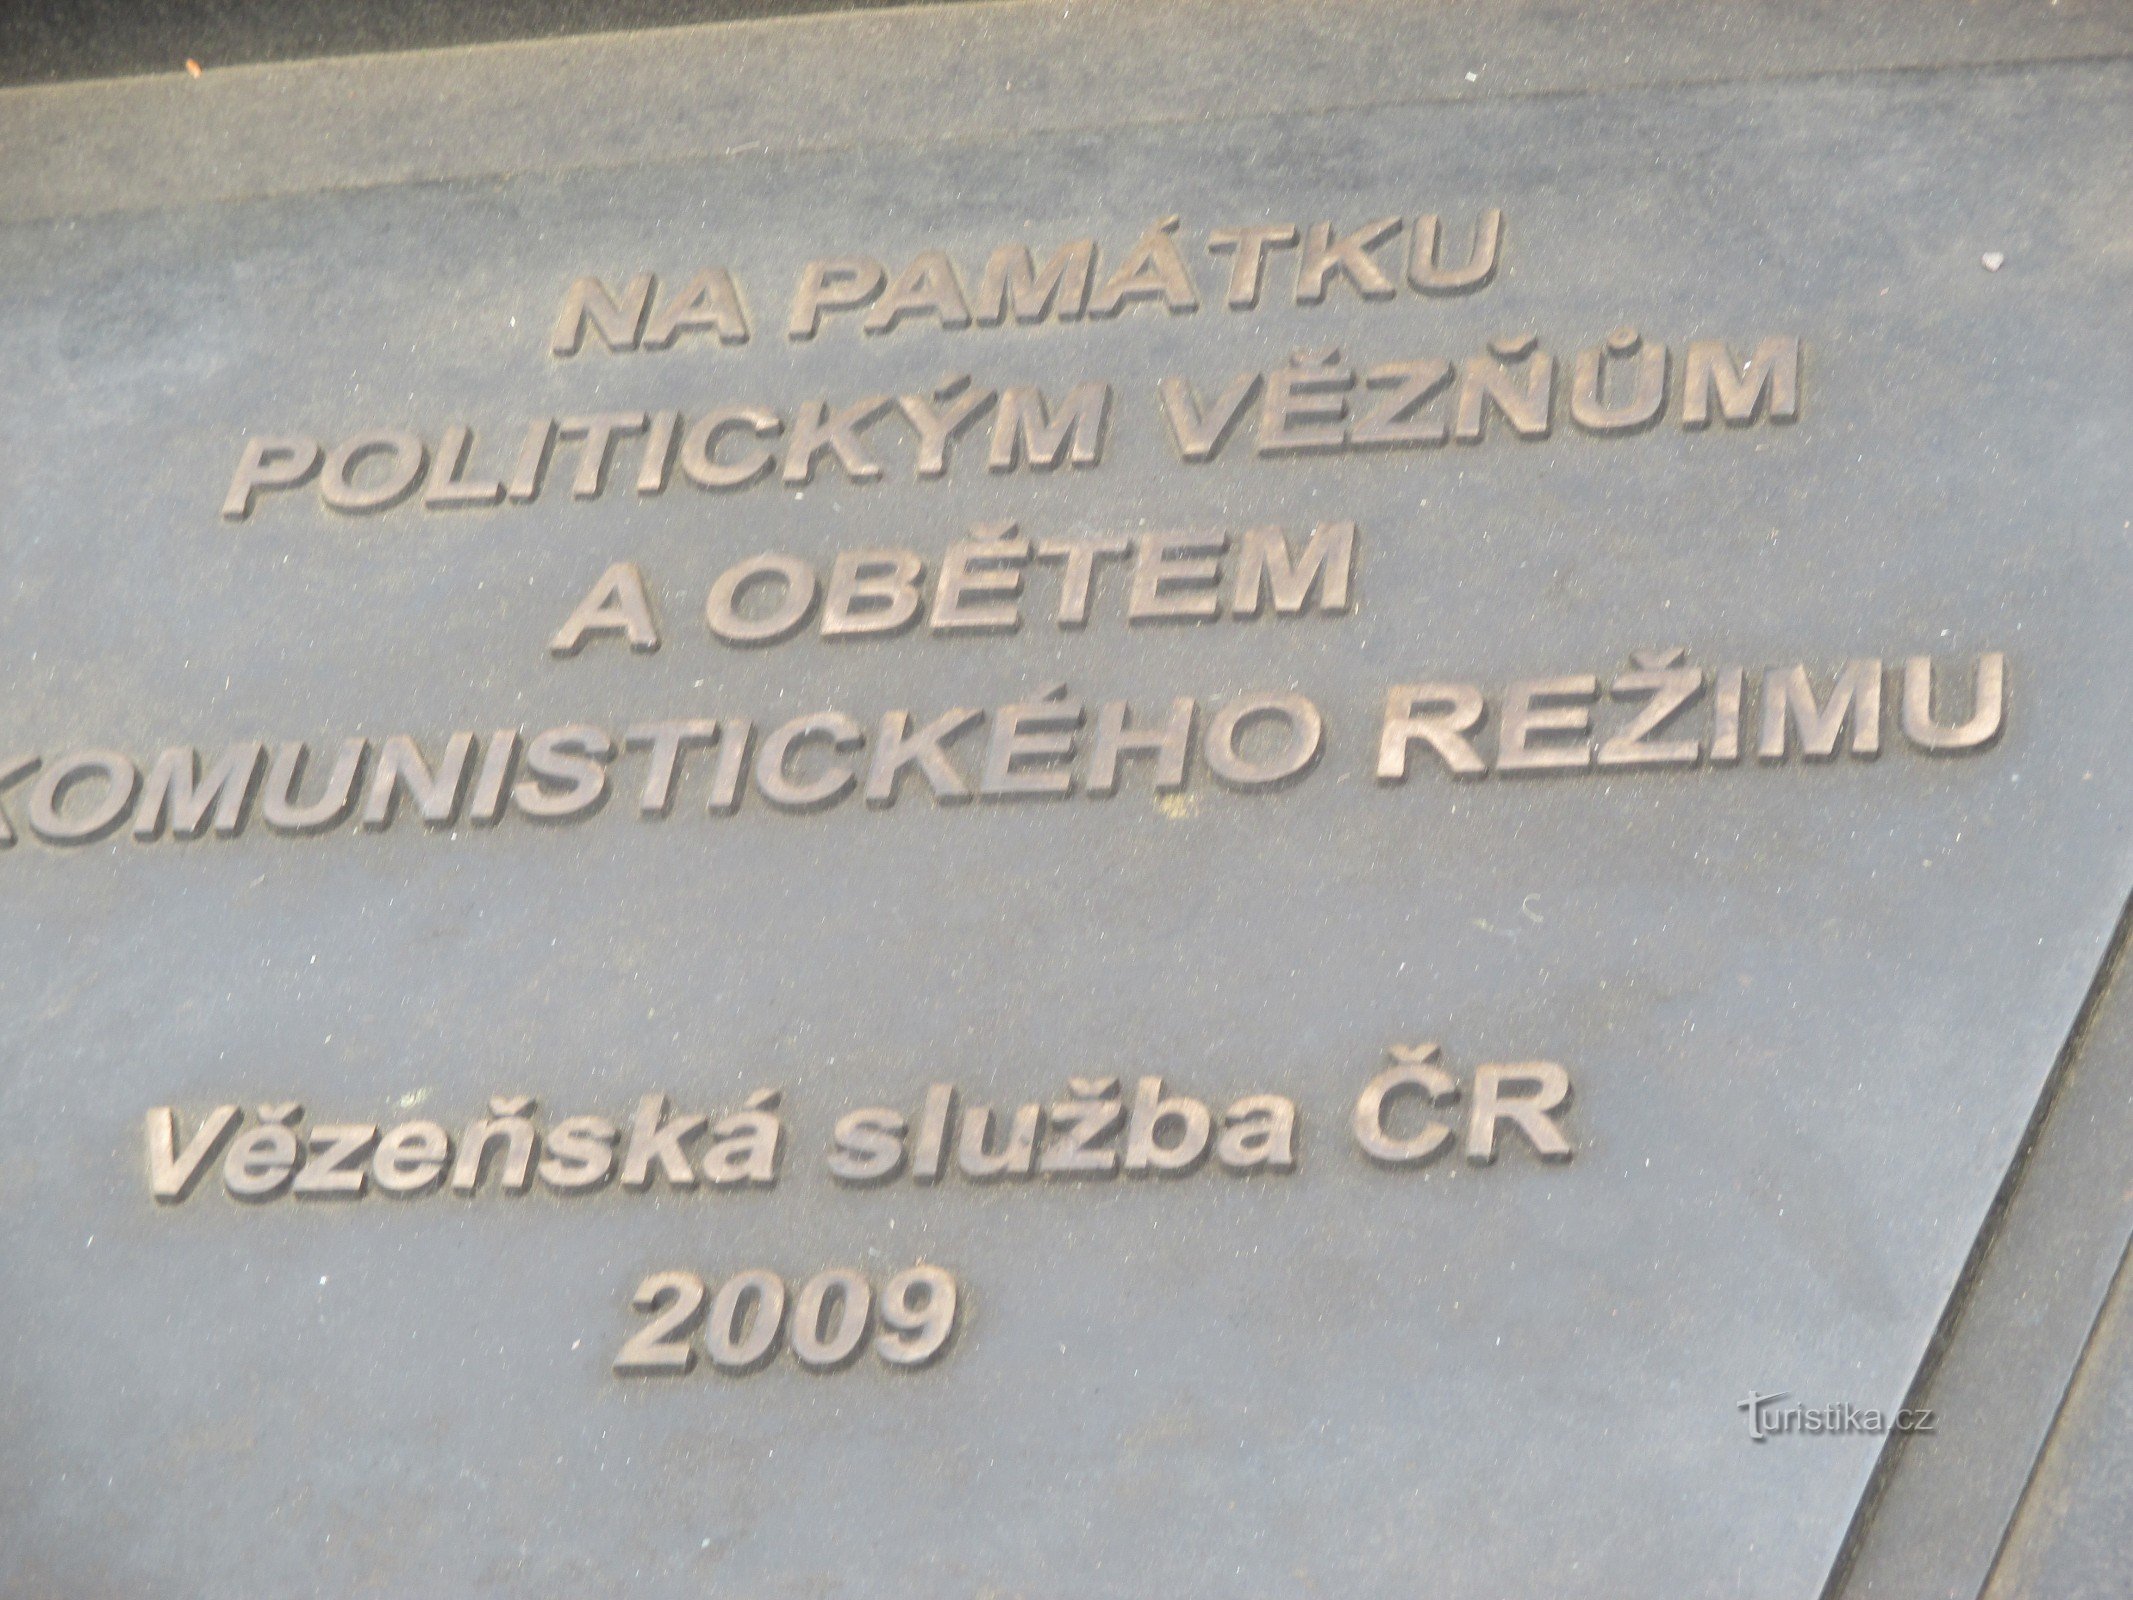 NA PAMÁTKU
POLITICKÝM VĚZŇŮM
A OBĚTEM
KOMUNISTICKÉHO REŽIMU
Vězeňská služba ČR
2009
Turistika.cz